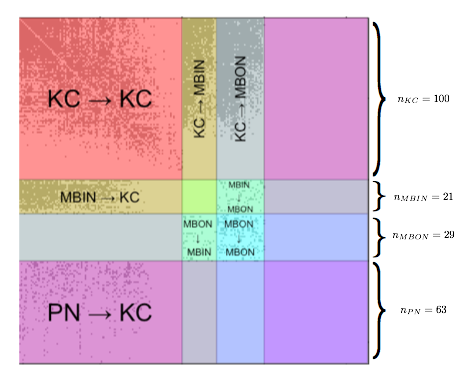 KC → KC
KC → MBIN
KC → MBON
n_KC = 100
MBIN → KC
MBIN
↓
MBON
n_MBIN = 21
MBON
↓
MBIN
MBON
↓
MBON
n_MBON = 29
PN → KC
n_PN = 63